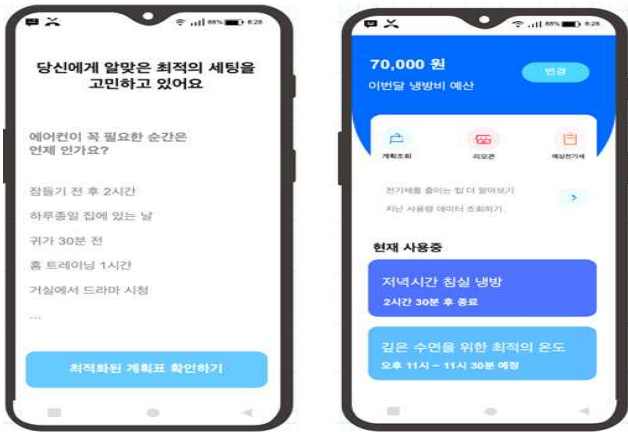 88% 8:28
당신에게 알맞은 최적의 세팅을
고민하고 있어요
에어컨이 꼭 필요한 순간은
언제 인가요?
잠들기 전 후 2시간
하루종일 집에 있는 날
귀가 30분 전
홈 트레이닝 1시간
거실에서 드라마 시청
...
최적화된 계획표 확인하기
88% 8:28
70,000 원
이번달 냉방비 예산
변경
계획조회 리모콘 예상전기세
전기세를 줄이는 팁 더 알아보기
지난 사용량 데이터 조회하기
현재 사용중
저녁시간 침실 냉방
2시간 30분 후 종료
깊은 수면을 위한 최적의 온도
오후 11시 – 11시 30분 예정